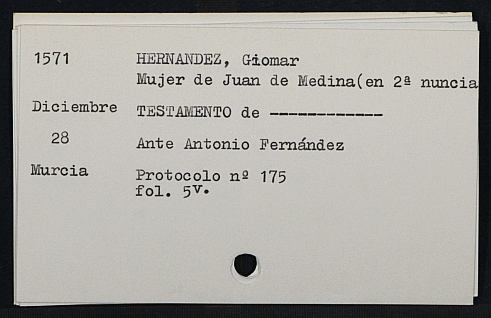 1571 HERNANDEZ, Giomar
Mujer de Juan de Medina(en 2ª nuncia
Diciembre TESTAMENTO de ------------
28 Ante Antonio Fernández
Murcia Protocolo nº 175
fol. 5v.